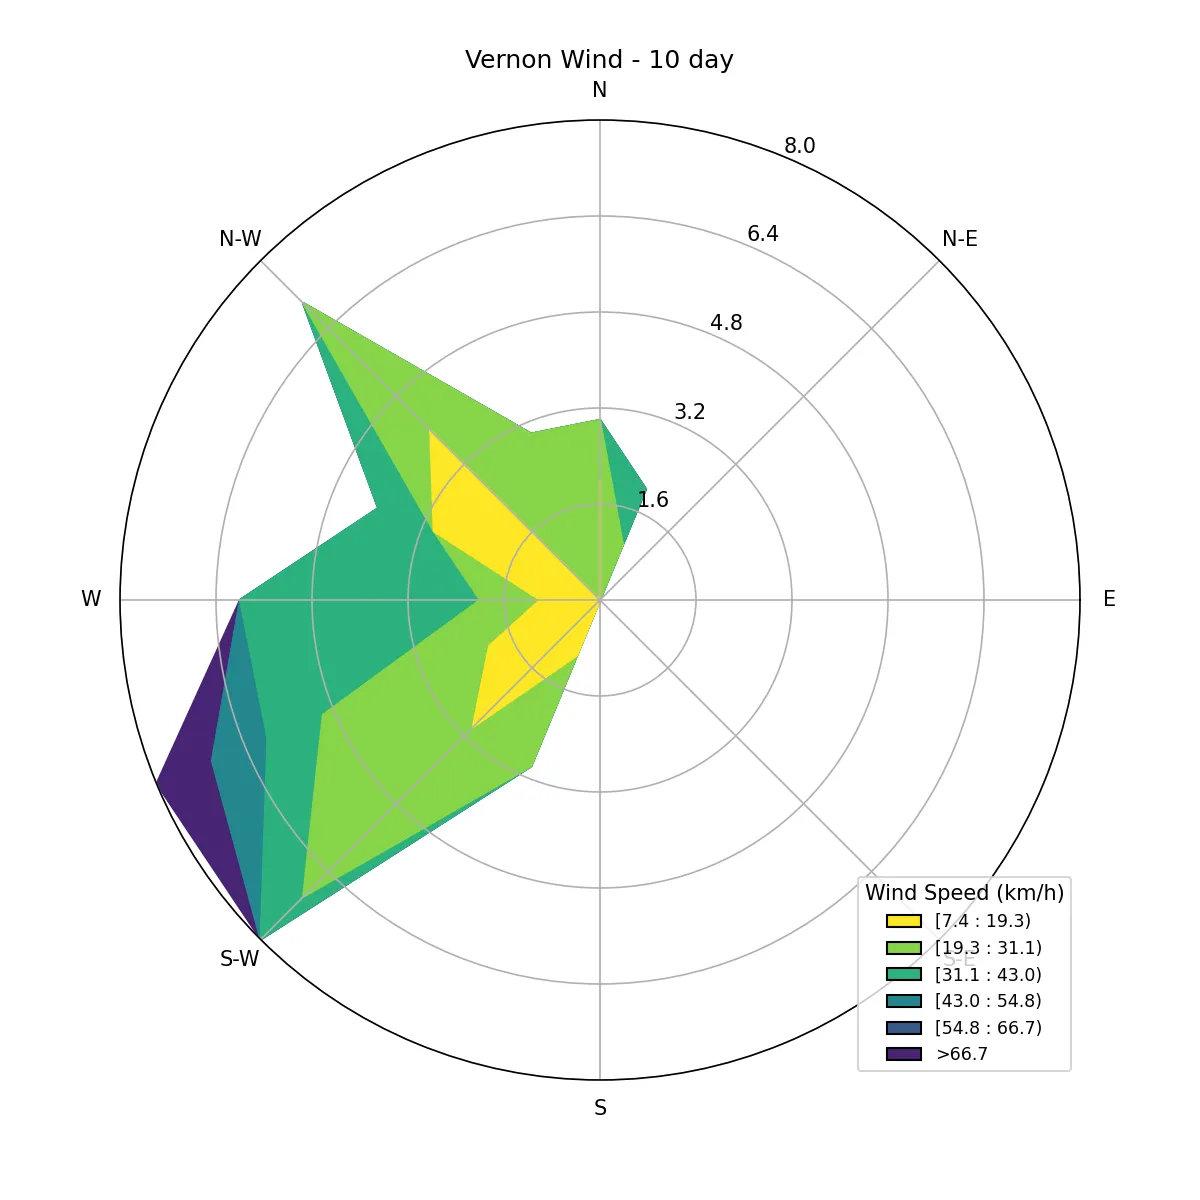 Vernon Wind - 10 day
N
8.0
N-W
6.4
N-E
4.8
3.2
1.6
W
E
Wind Speed (km/h)
[7.4 : 19.3)
[19.3 : 31.1)
S-W
S-E
[31.1 : 43.0)
[43.0 : 54.8)
[54.8 : 66.7)
>66.7
S